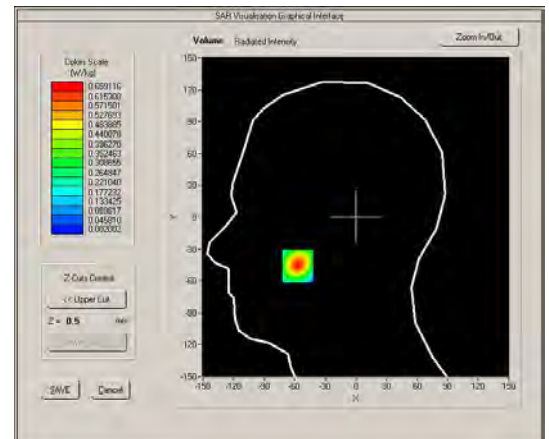 SAR Visualisation Graphical Interface
Volume Radiated Intensity
Zoom In/Out
Colors Scale
(W/kg)
0.659116
0.615308
0.571501
0.527693
0.483885
0.440078
0.396270
0.352463
0.308655
0.264847
0.221040
0.177232
0.133425
0.089617
0.045810
0.002002
Z Cuts Control
<< Upper Cut
Z = 0.5 mm
SAVE
Cancel
150
120
90
60
30
0
-30
-60
-90
-120
-150
Y
-150 -120 -90 -60 -30 0 30 60 90 120 150
X